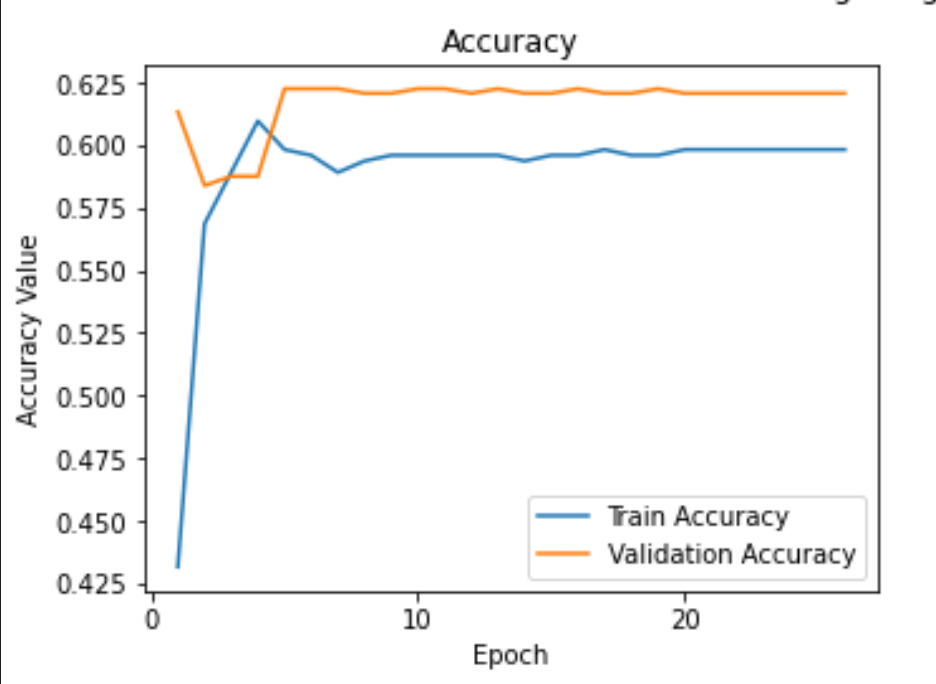 Accuracy
0.625
0.600
0.575
0.550
0.525
0.500
0.475
0.450
0.425
Accuracy Value
Train Accuracy
Validation Accuracy
0 10 20
Epoch